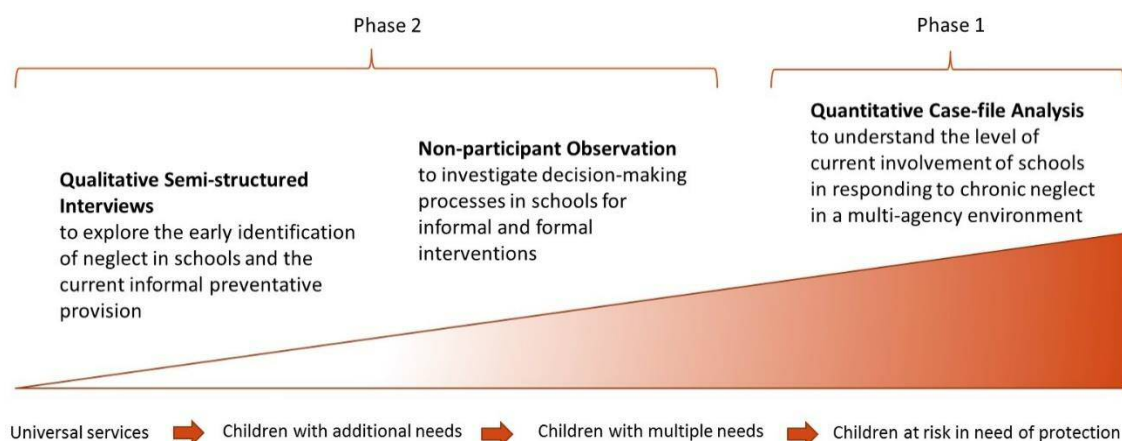 Phase 2
Phase 1
Qualitative Semi-structured
Interviews
to explore the early identification
of neglect in schools and the
current informal preventative
provision
Non-participant Observation
to investigate decision-making
processes in schools for
informal and formal
interventions
Quantitative Case-file Analysis
to understand the level of
current involvement of schools
in responding to chronic neglect
in a multi-agency environment
Universal services
Children with additional needs
Children with multiple needs
Children at risk in need of protection